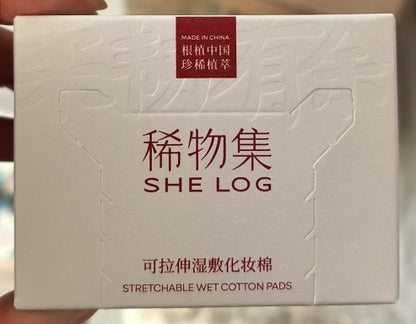 MADE IN CHINA
根植中国
珍稀植萃
稀物集
SHE LOG
可拉伸湿敷化妆棉
STRETCHABLE WET COTTON PADS